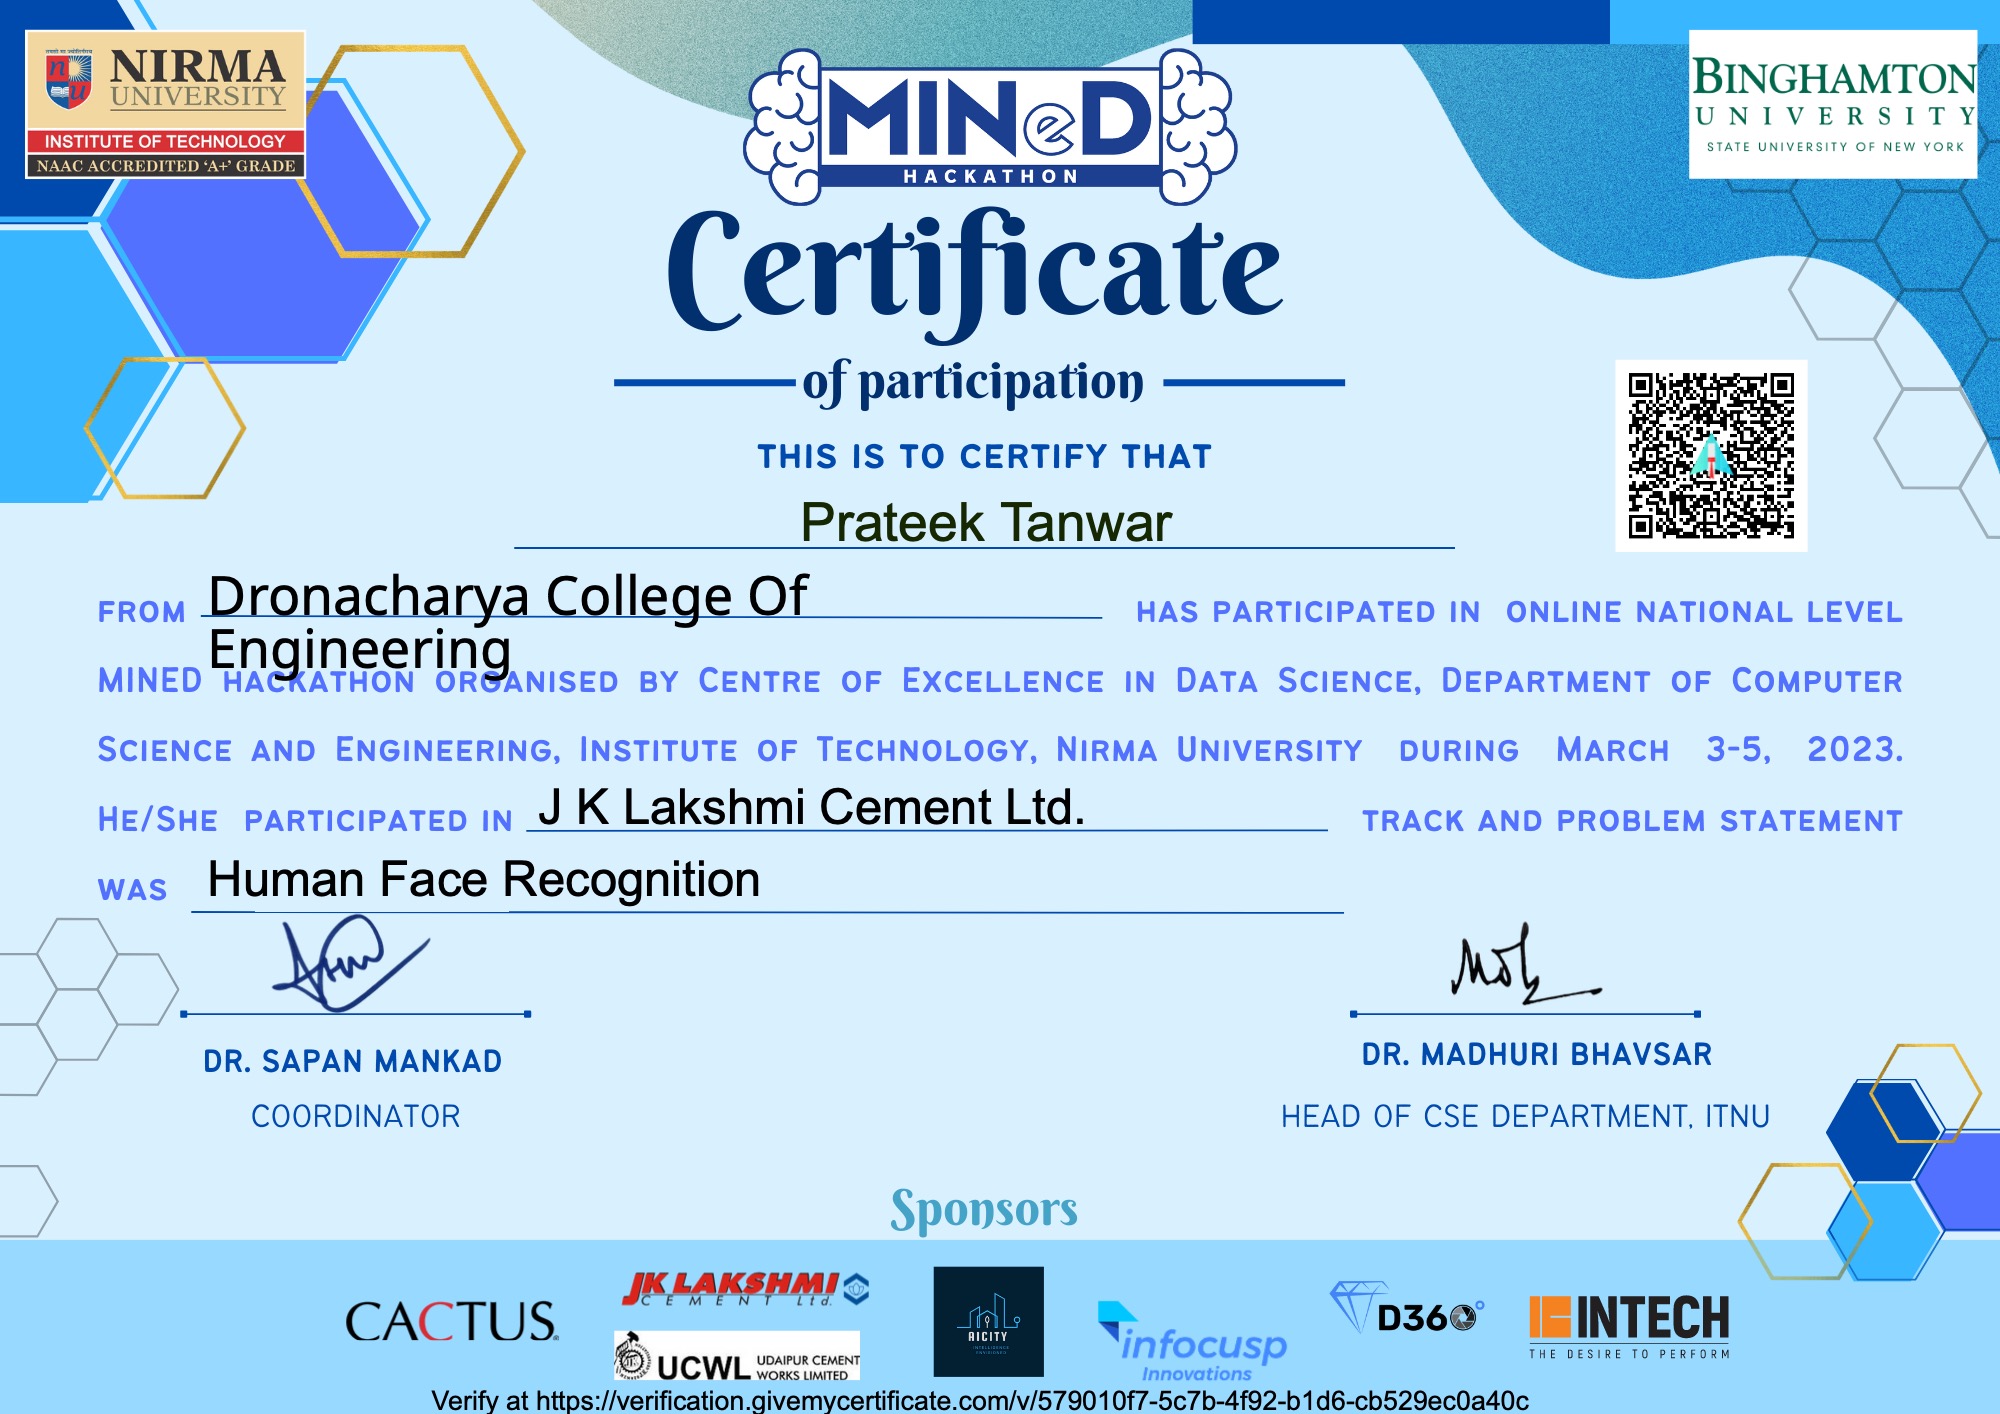 NIRMA
UNIVERSITY
INSTITUTE OF TECHNOLOGY
NAAC ACCREDITED ‘A+’ GRADE
MINeD
HACKATHON
BINGHAMTON
UNIVERSITY
STATE UNIVERSITY OF NEW YORK
Certificate
of participation
THIS IS TO CERTIFY THAT
Prateek Tanwar
FROM Dronacharya College Of HAS PARTICIPATED IN ONLINE NATIONAL LEVEL
Engineering
MINED HACKATHON ORGANISED BY CENTRE OF EXCELLENCE IN DATA SCIENCE, DEPARTMENT OF COMPUTER
SCIENCE AND ENGINEERING, INSTITUTE OF TECHNOLOGY, NIRMA UNIVERSITY DURING MARCH 3-5, 2023.
HE/SHE PARTICIPATED IN J K Lakshmi Cement Ltd. TRACK AND PROBLEM STATEMENT
WAS Human Face Recognition
DR. SAPAN MANKAD
COORDINATOR
DR. MADHURI BHAVSAR
HEAD OF CSE DEPARTMENT, ITNU
Sponsors
CACTUS
JK LAKSHMI
CEMENT Ltd.
UCWL UDAIPUR CEMENT
WORKS LIMITED
AICITY
infocusp
Innovations
D360°
INTECH
THE DESIRE TO PERFORM
Verify at https://verification.givemycertificate.com/v/579010f7-5c7b-4f92-b1d6-cb529ec0a40c